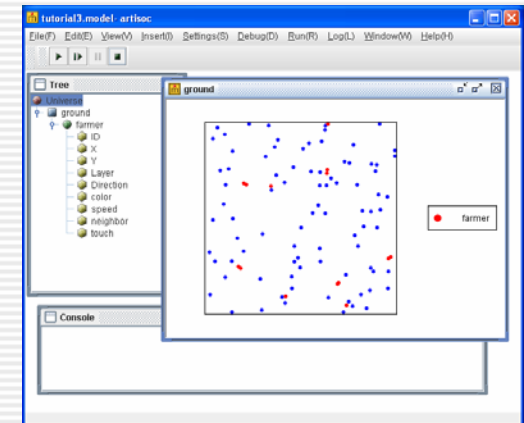 tutorial3.model- artisoc
File(F) Edit(E) View(V) Insert(I) Settings(S) Debug(D) Run(R) Log(L) Window(W) Help(H)
Tree
Universe
ground
farmer
ID
X
Y
Layer
Direction
color
speed
neighbor
touch
ground
farmer
Console